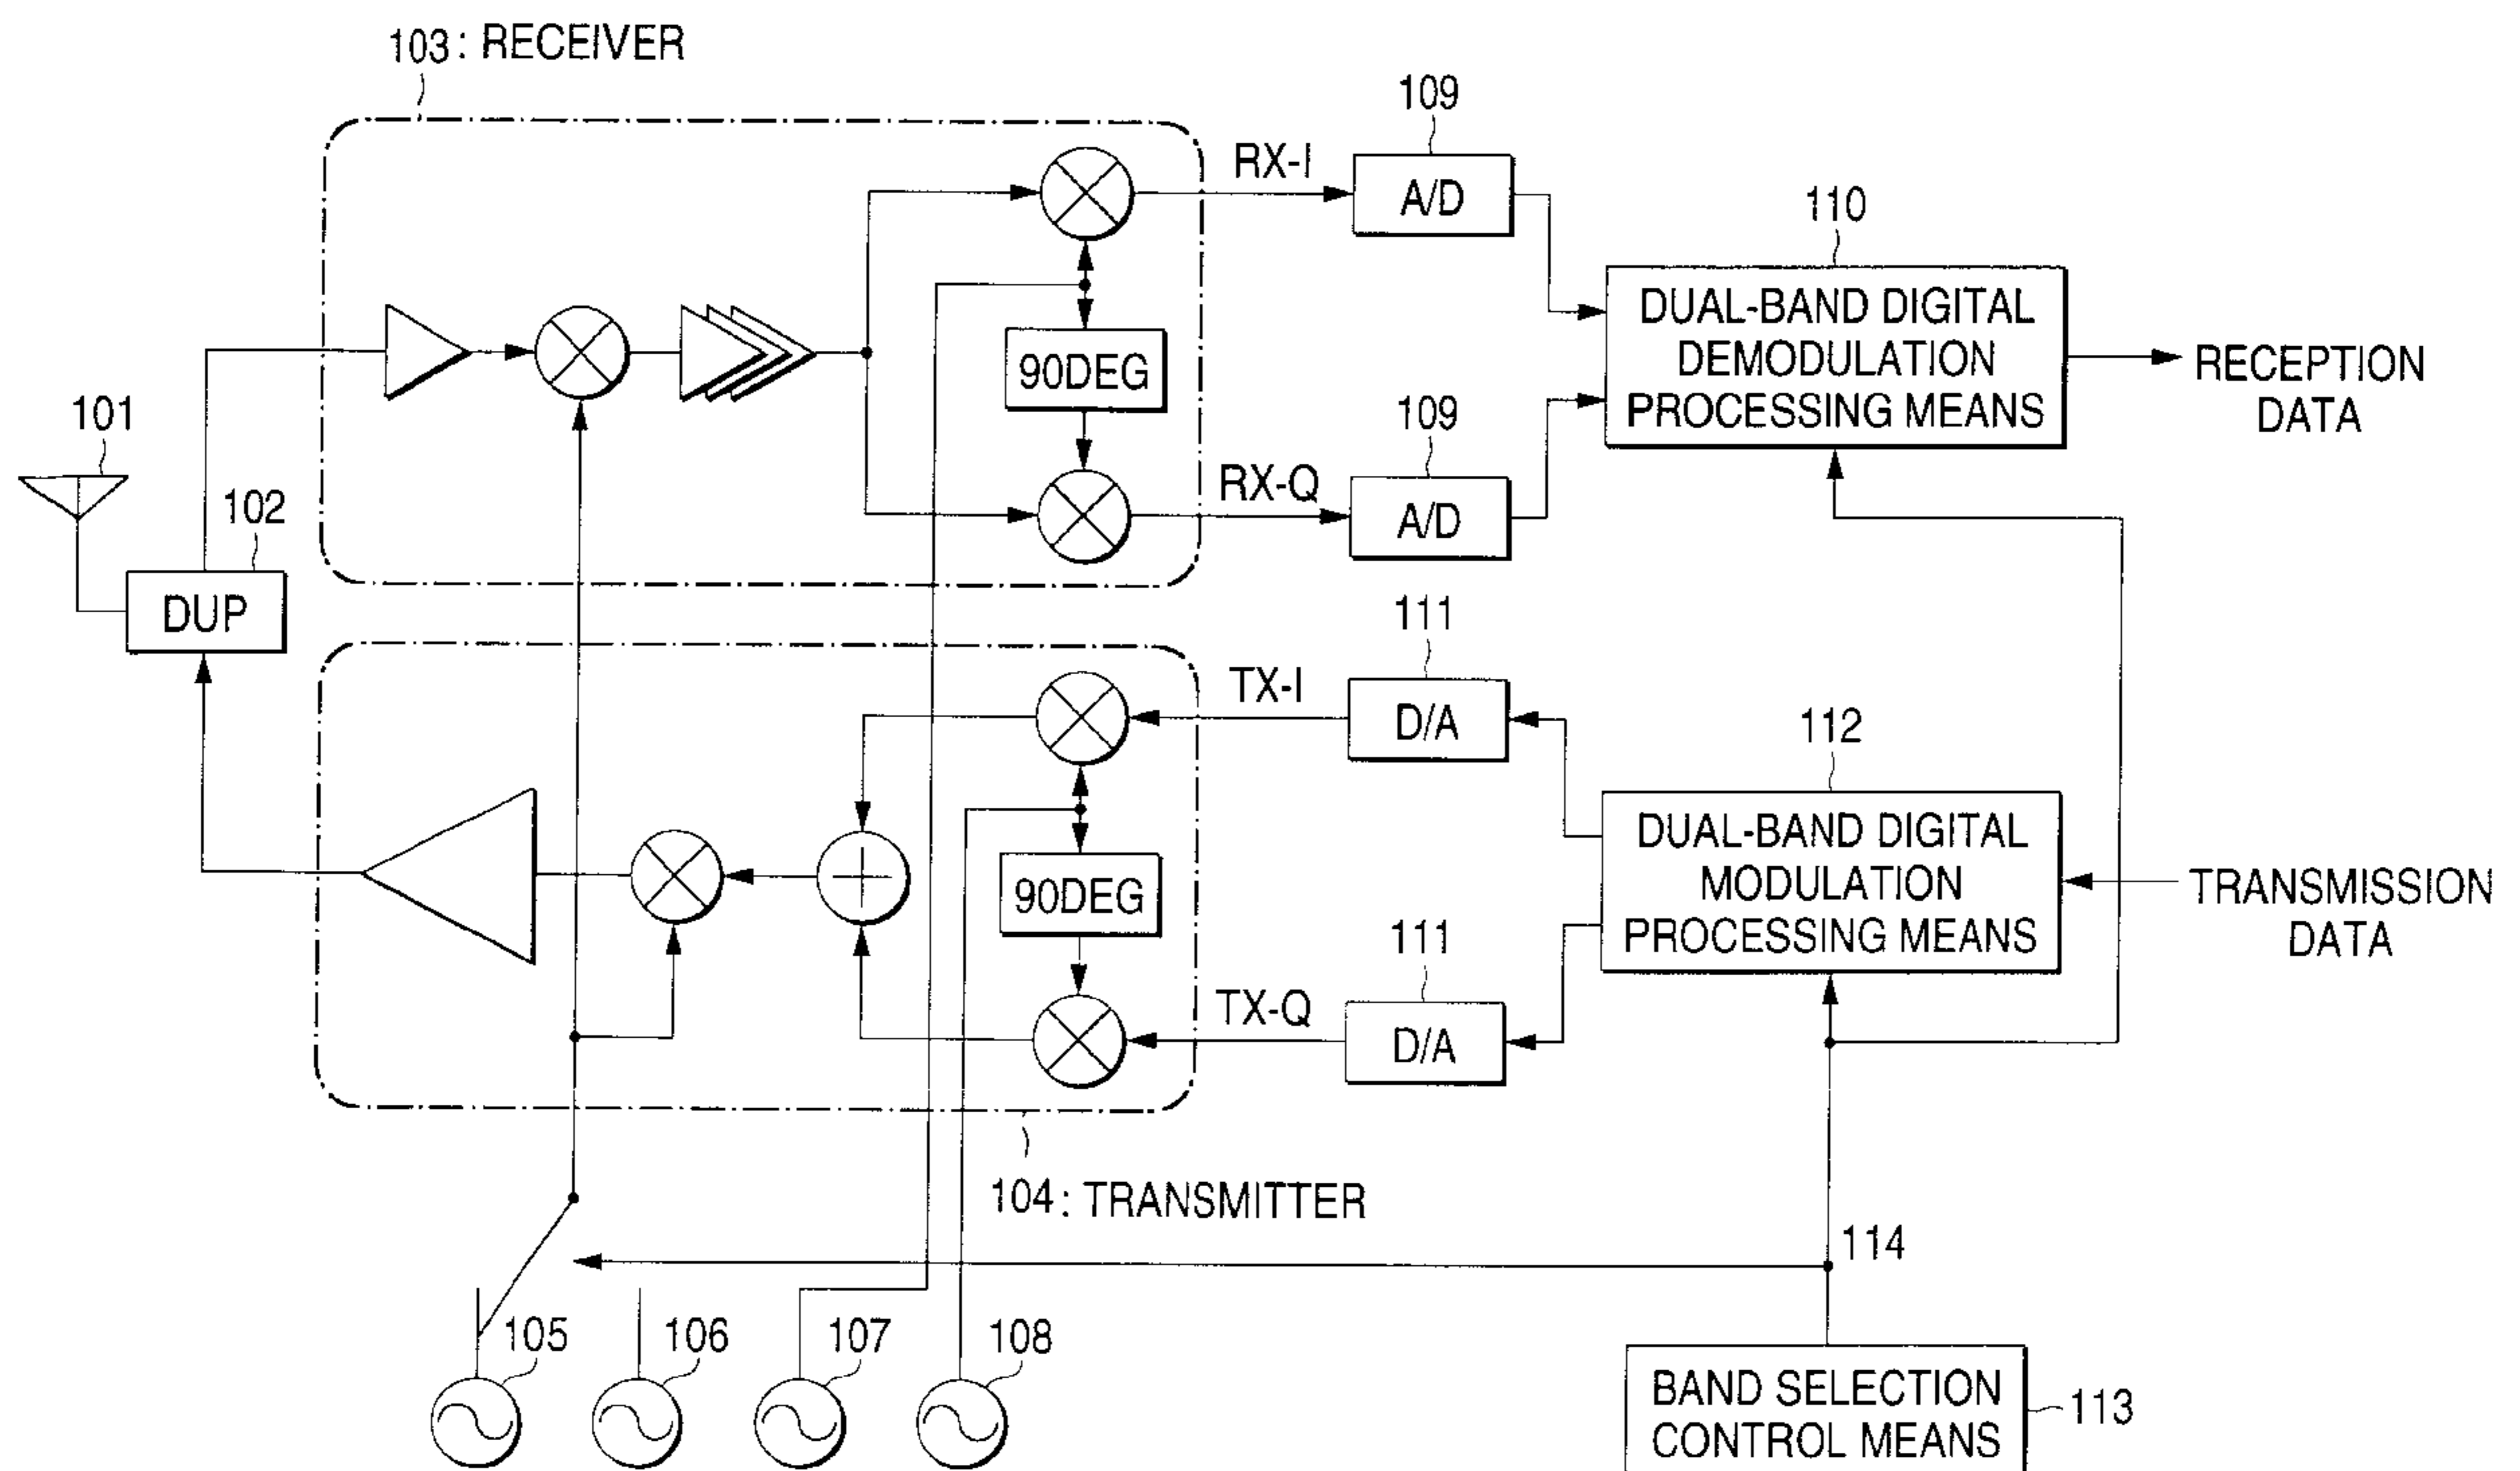 103 : RECEIVER
109
RX-I
A/D
110
DUAL-BAND DIGITAL
DEMODULATION
PROCESSING MEANS
RECEPTION
DATA
90DEG
101
109
102
RX-Q
A/D
DUP
111
TX-I
D/A
112
DUAL-BAND DIGITAL
MODULATION
PROCESSING MEANS
TRANSMISSION
DATA
90DEG
111
TX-Q
D/A
104 : TRANSMITTER
114
105
106
107
108
BAND SELECTION
CONTROL MEANS
113